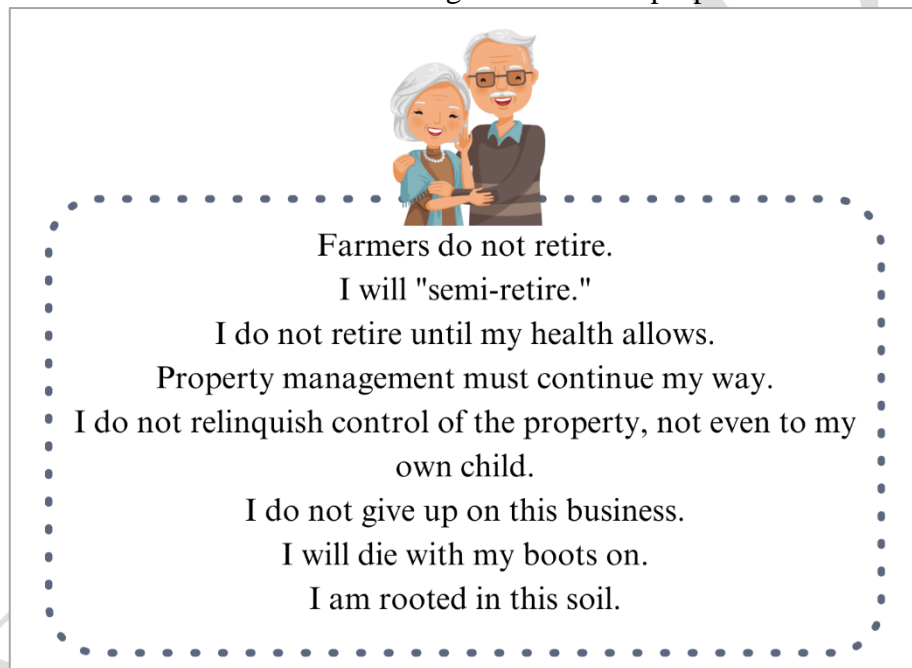 Farmers do not retire.
I will "semi-retire."
I do not retire until my health allows.
Property management must continue my way.
I do not relinquish control of the property, not even to my
own child.
I do not give up on this business.
I will die with my boots on.
I am rooted in this soil.